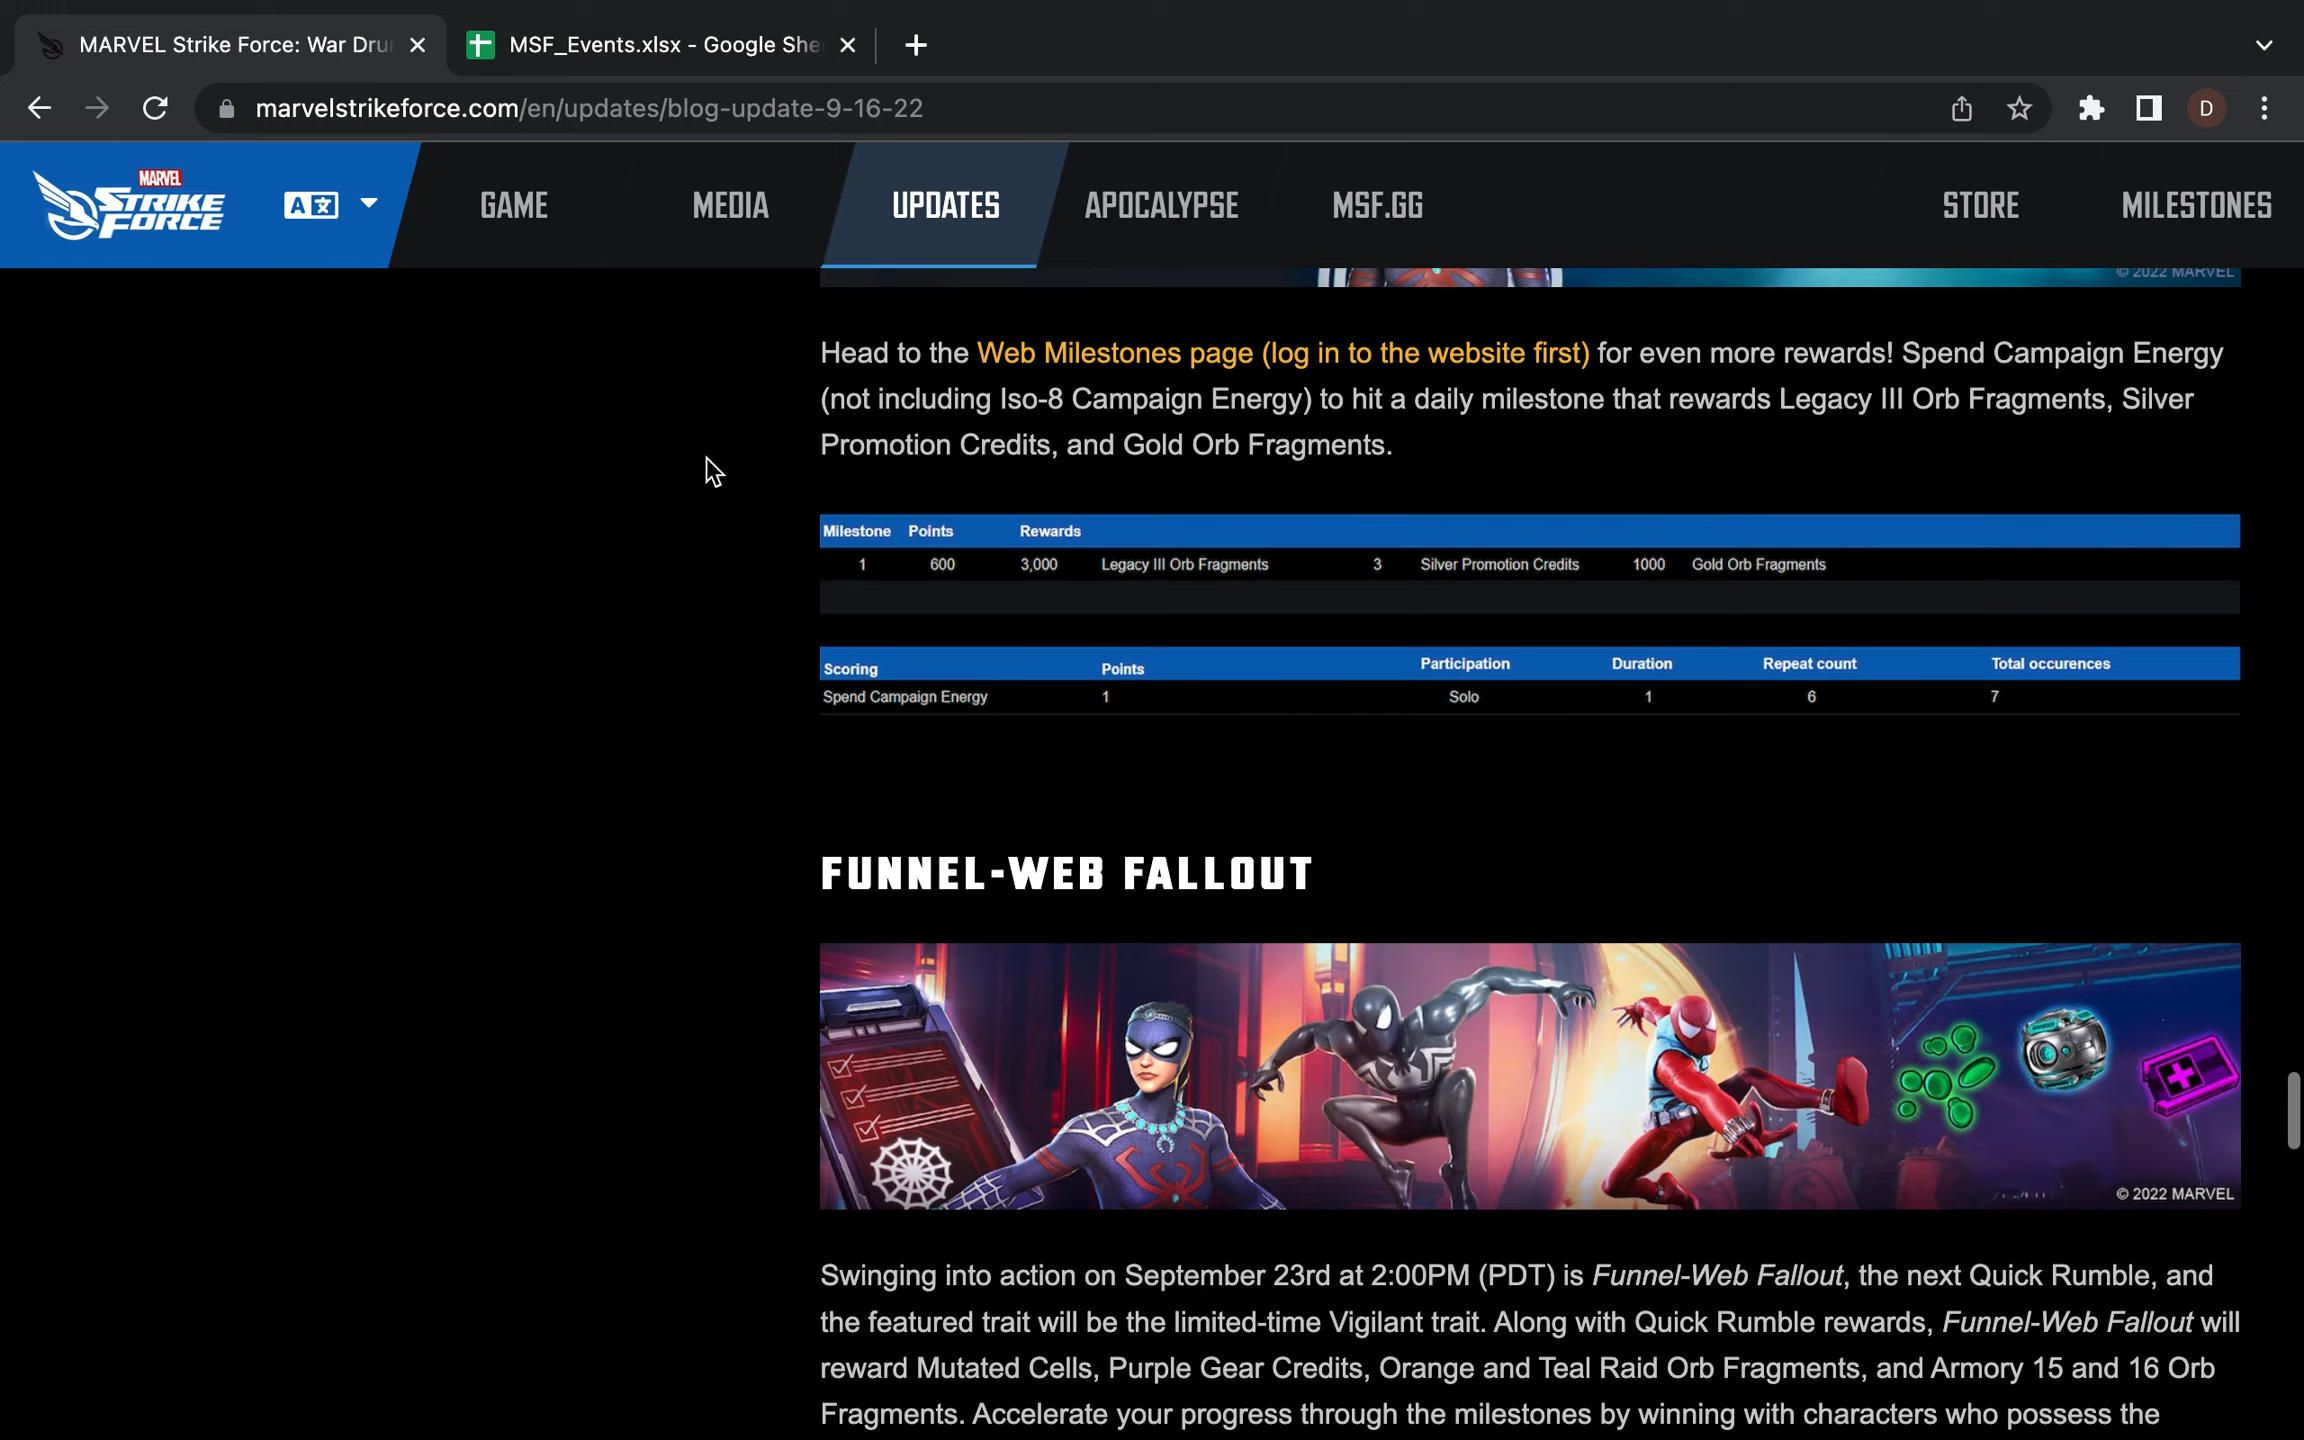 MARVEL Strike Force: War Dru
MSF_Events.xlsx - Google She
marvelstrikeforce.com/en/updates/blog-update-9-16-22
D
MARVEL
STRIKE
FORCE
A 文
GAME
MEDIA
UPDATES
APOCALYPSE
MSF.GG
STORE
MILESTONES
© 2022 MARVEL
Head to the Web Milestones page (log in to the website first) for even more rewards! Spend Campaign Energy
(not including Iso-8 Campaign Energy) to hit a daily milestone that rewards Legacy III Orb Fragments, Silver
Promotion Credits, and Gold Orb Fragments.
Milestone Points Rewards
1 600 3,000 Legacy III Orb Fragments 3 Silver Promotion Credits 1000 Gold Orb Fragments
Scoring Points Participation Duration Repeat count Total occurences
Spend Campaign Energy 1 Solo 1 6 7
FUNNEL-WEB FALLOUT
© 2022 MARVEL
Swinging into action on September 23rd at 2:00PM (PDT) is Funnel-Web Fallout, the next Quick Rumble, and
the featured trait will be the limited-time Vigilant trait. Along with Quick Rumble rewards, Funnel-Web Fallout will
reward Mutated Cells, Purple Gear Credits, Orange and Teal Raid Orb Fragments, and Armory 15 and 16 Orb
Fragments. Accelerate your progress through the milestones by winning with characters who possess the